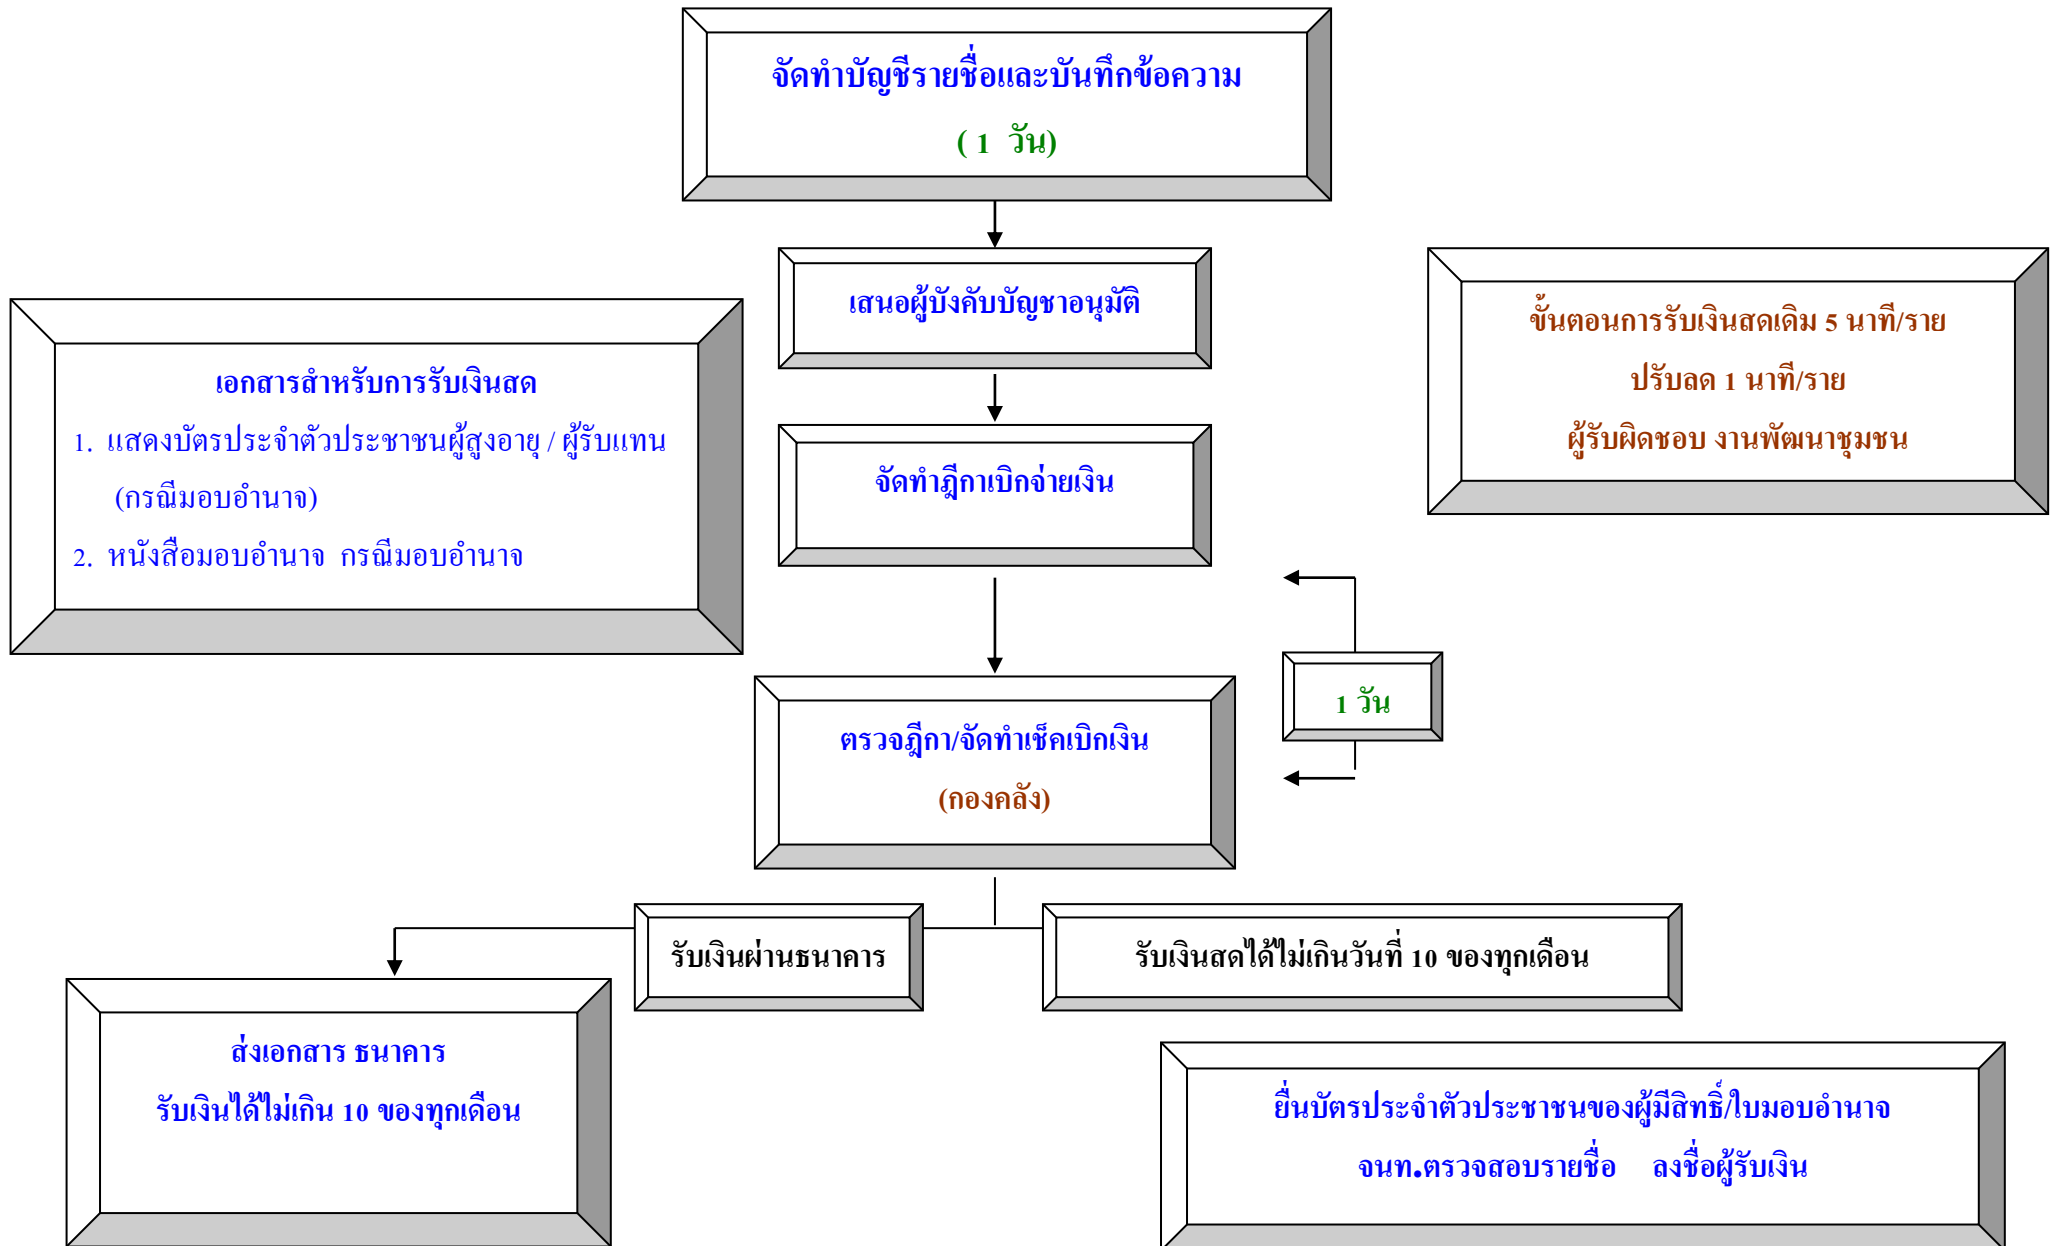 จัดทำบัญชีรายชื่อและบันทึกข้อความ
( 1 วัน)
เสนอผู้บังคับบัญชาอนุมัติ
เอกสารสำหรับการรับเงินสด
1. แสดงบัตรประจำตัวประชาชนผู้สูงอายุ / ผู้รับแทน
(กรณีมอบอำนาจ)
2. หนังสือมอบอำนาจ กรณีมอบอำนาจ
ขั้นตอนการรับเงินสดเดิม 5 นาที/ราย
ปรับลด 1 นาที/ราย
ผู้รับผิดชอบ งานพัฒนาชุมชน
จัดทำฎีกาเบิกจ่ายเงิน
1 วัน
ตรวจฎีกา/จัดทำเช็คเบิกเงิน
(กองคลัง)
รับเงินผ่านธนาคาร
รับเงินสดได้ไม่เกินวันที่ 10 ของทุกเดือน
ส่งเอกสาร ธนาคาร
รับเงินได้ไม่เกิน 10 ของทุกเดือน
ยื่นบัตรประจำตัวประชาชนของผู้มีสิทธิ์/ใบมอบอำนาจ
จนท.ตรวจสอบรายชื่อ ลงชื่อผู้รับเงิน